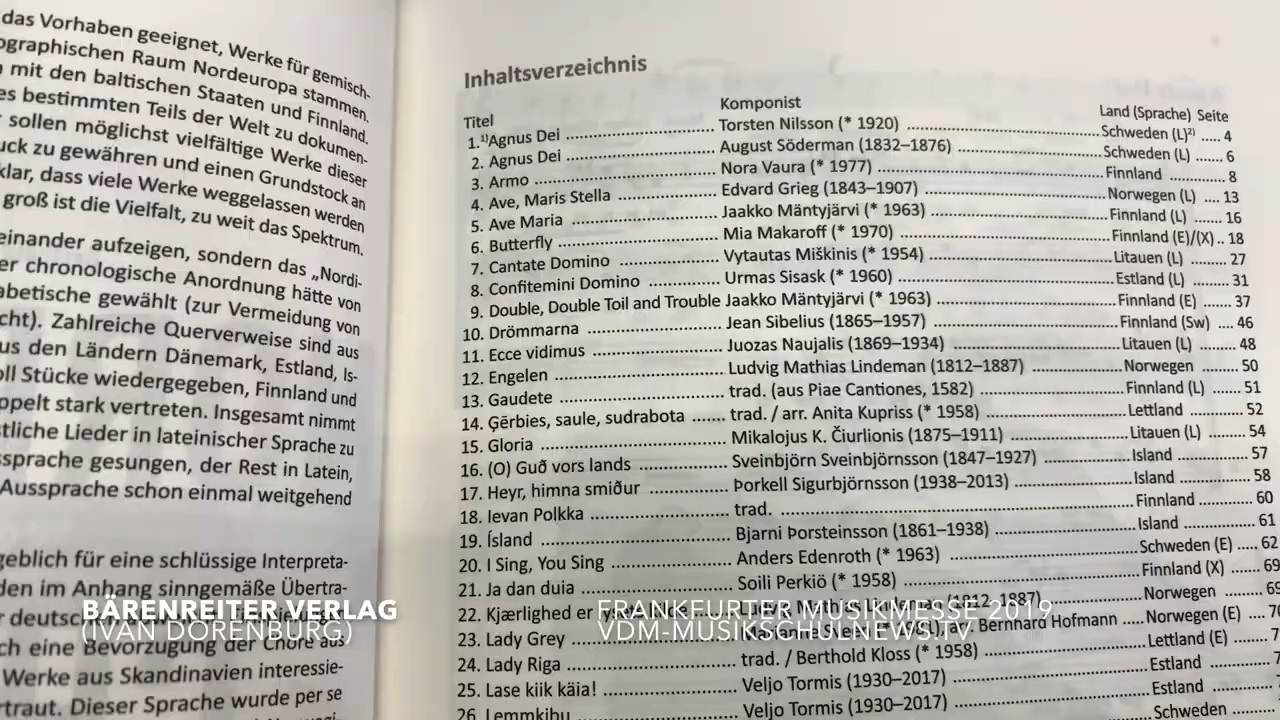 das Vorhaben geeignet, Werke für gemisch-
ographischen Raum Nordeuropa stammen.
mit den baltischen Staaten und Finnland.
es bestimmten Teils der Welt zu dokumen-
sollen möglichst vielfältige Werke dieser
uck zu gewähren und einen Grundstock an
klar, dass viele Werke weggelassen werden
groß ist die Vielfalt, zu weit das Spektrum.
einander aufzeigen, sondern das „Nordi-
er chronologische Anordnung hätte von
abetische gewählt (zur Vermeidung von
cht). Zahlreiche Querverweise sind aus
us den Ländern Dänemark, Estland, Is-
oll Stücke wiedergegeben, Finnland und
ppelt stark vertreten. Insgesamt nimmt
stliche Lieder in lateinischer Sprache zu
ssprache gesungen, der Rest in Latein,
Aussprache schon einmal weitgehend
geblich für eine schlüssige Interpreta-
den im Anhang sinngemäße Übertra-
r deutsch
ch eine Bevorzugung der Chöre aus
Werke aus Skandinavien interessie-
rtraut. Dieser Sprache wurde per se
Inhaltsverzeichnis
Titel Komponist Land (Sprache) Seite
1.¹⁾Agnus Dei Torsten Nilsson (* 1920) Schweden (L)²⁾ 4
2. Agnus Dei August Söderman (1832–1876) Schweden (L) 6
3. Armo Nora Vaura (* 1977) Finnland 8
4. Ave, Maris Stella Edvard Grieg (1843–1907) Norwegen (L) 13
5. Ave Maria Jaakko Mäntyjärvi (* 1963) Finnland (L) 16
6. Butterfly Mia Makaroff (* 1970) Finnland (E)/(X) 18
7. Cantate Domino Vytautas Miškinis (* 1954) Litauen (L) 27
8. Confitemini Domino Urmas Sisask (* 1960) Estland (L) 31
9. Double, Double Toil and Trouble Jaakko Mäntyjärvi (* 1963) Finnland (E) 37
10. Drömmarna Jean Sibelius (1865–1957) Finnland (Sw) 46
11. Ecce vidimus Juozas Naujalis (1869–1934) Litauen (L) 48
12. Engelen Ludvig Mathias Lindeman (1812–1887) Norwegen 50
13. Gaudete trad. (aus Piae Cantiones, 1582) Finnland (L) 51
14. Gērbies, saule, sudrabota trad. / arr. Anita Kupriss (* 1958) Lettland 52
15. Gloria Mikalojus K. Čiurlionis (1875–1911) Litauen (L) 54
16. (O) Guð vors lands Sveinbjörn Sveinbjörnsson (1847–1927) Island 57
17. Heyr, himna smiður Þorkell Sigurbjörnsson (1938–2013) Island 58
18. Ievan Polkka trad. Finnland 60
19. Ísland Bjarni Þorsteinsson (1861–1938) Island 61
20. I Sing, You Sing Anders Edenroth (* 1963) Schweden (E) 62
21. Ja dan duia Soili Perkiö (* 1958) Finnland (X) 69
22. Kjærlighed er Norwegen 69
23. Lady Grey arr. Bernhard Hofmann Norwegen (E)
24. Lady Riga trad. / Berthold Kloss (* 1958) Lettland (E)
25. Lase kiik käia! Veljo Tormis (1930–2017) Estland
26. Lemmkibu Veljo Tormis (1930–2017) Estland
Schweden
BÄRENREITER VERLAG
(IVAN DORENBURG)
FRANKFURTER MUSIKMESSE 2019
VDM-MUSIKSCHULNEWS.TV